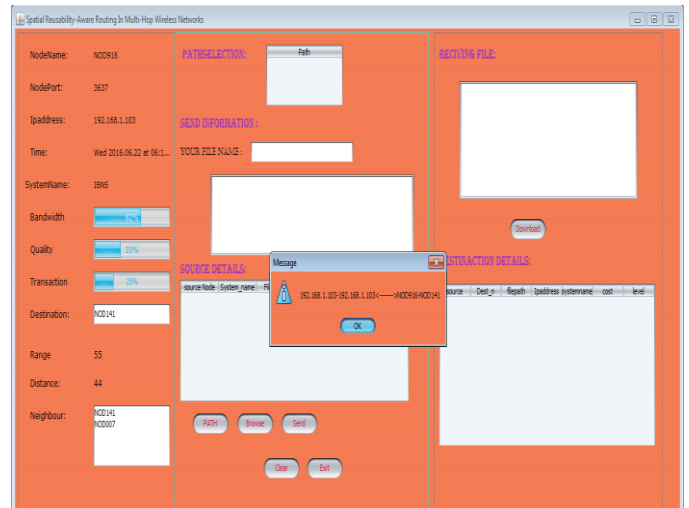 Spatial Reusability-Aware Routing In Multi-Hop Wireless Networks
NodeName: NOD916
NodePort: 3637
Ipaddress: 192.168.1.103
Time: Wed 2016.06.22 at 06:1...
SystemName: IBN5
Bandwidth 62%
Quality 35%
Transaction 25%
Destination: NOD141
Range 55
Distance: 44
Neighbour: NOD141
NOD007
PATHSELECTION:
Path
SEND INFORMATION :
YOUR FILE NAME :
SOURCE DETAILS:
source Node System_name
PATH Browse Send
Clear Exit
Message
192.168.1.103-192.168.1.103<------->NOD916-NOD141
OK
RECIVING FILE:
Download
ESTINACTION DETAILS:
source Dest_n filepath Ipaddress systemname cost level